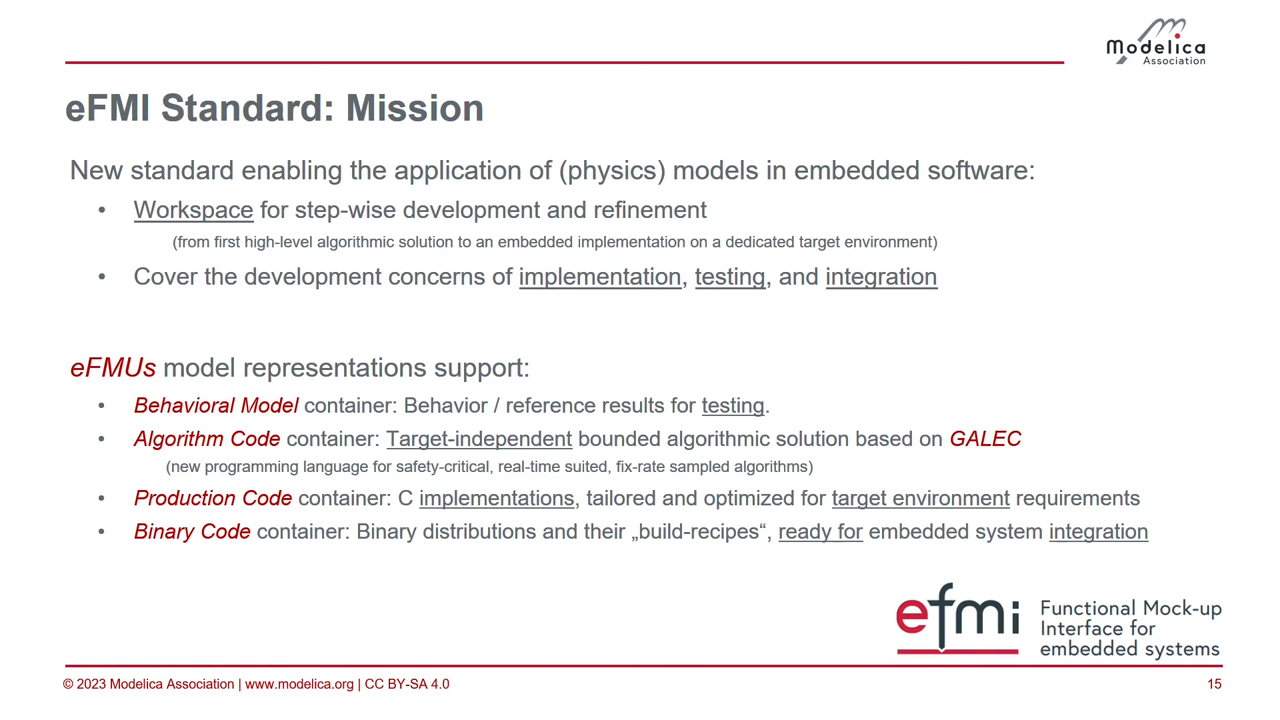 Modelica
Association
eFMI Standard: Mission
New standard enabling the application of (physics) models in embedded software:
• Workspace for step-wise development and refinement
(from first high-level algorithmic solution to an embedded implementation on a dedicated target environment)
• Cover the development concerns of implementation, testing, and integration
eFMUs model representations support:
• Behavioral Model container: Behavior / reference results for testing.
• Algorithm Code container: Target-independent bounded algorithmic solution based on GALEC
(new programming language for safety-critical, real-time suited, fix-rate sampled algorithms)
• Production Code container: C implementations, tailored and optimized for target environment requirements
• Binary Code container: Binary distributions and their „build-recipes“, ready for embedded system integration
efmi
Functional Mock-up
Interface for
embedded systems
© 2023 Modelica Association | www.modelica.org | CC BY-SA 4.0
15